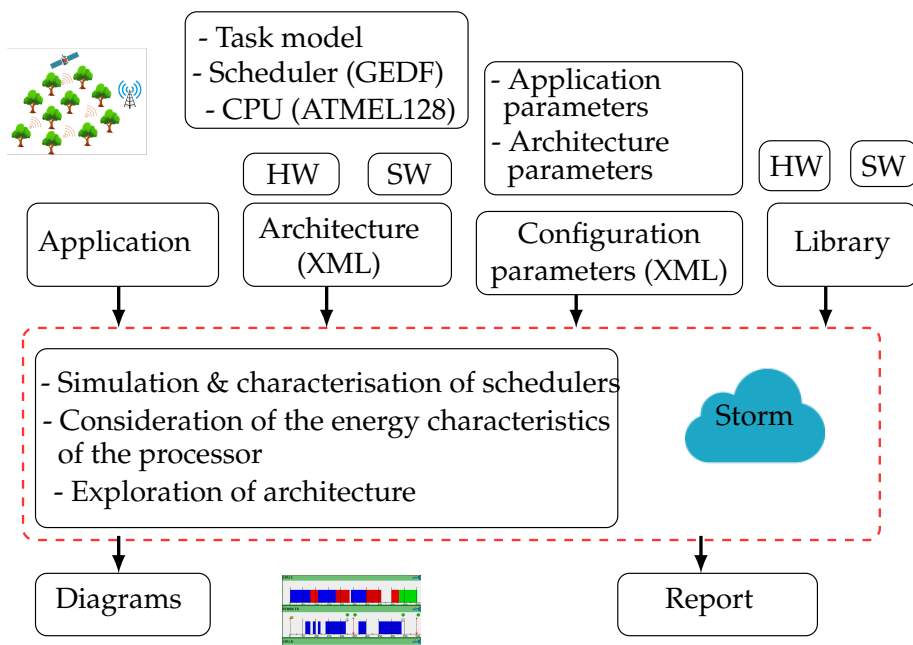 - Task model
- Scheduler (GEDF)
- CPU (ATMEL128)
- Application
parameters
- Architecture
parameters
HW
SW
HW
SW
Application
Architecture
(XML)
Configuration
parameters (XML)
Library
- Simulation & characterisation of schedulers
- Consideration of the energy characteristics
of the processor
- Exploration of architecture
Storm
Diagrams
Report